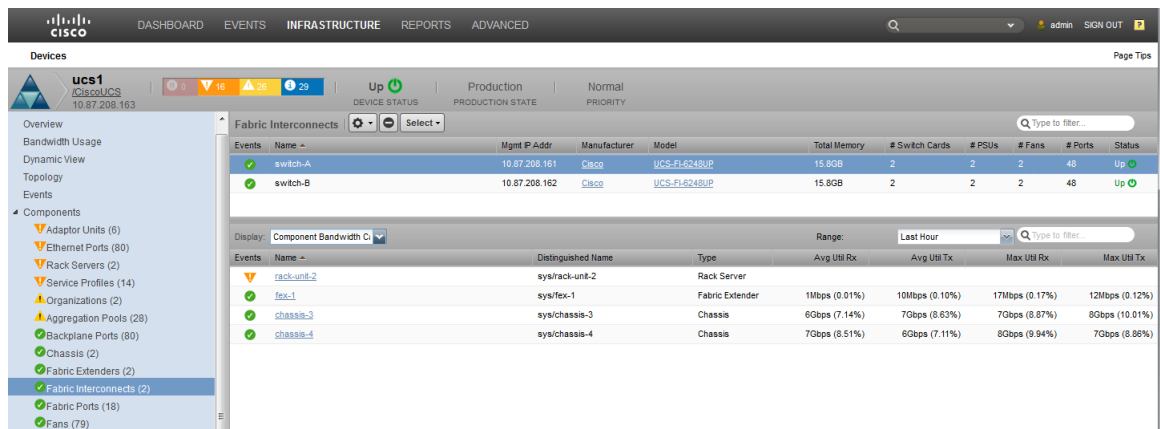 CISCO DASHBOARD EVENTS INFRASTRUCTURE REPORTS ADVANCED admin SIGN OUT ?
Devices Page Tips
ucs1
/CiscoUCS
10.87.208.163
0 16 26 29
Up
DEVICE STATUS
Production
PRODUCTION STATE
Normal
PRIORITY
Overview
Bandwidth Usage
Dynamic View
Topology
Events
Components
Adaptor Units (6)
Ethernet Ports (80)
Rack Servers (2)
Service Profiles (14)
Organizations (2)
Aggregation Pools (28)
Backplane Ports (80)
Chassis (2)
Fabric Extenders (2)
Fabric Interconnects (2)
Fabric Ports (18)
Fans (79)
Fabric Interconnects Select Type to filter...
Events Name Mgmt IP Addr Manufacturer Model Total Memory # Switch Cards # PSUs # Fans # Ports Status
switch-A 10.87.208.161 Cisco UCS-FI-6248UP 15.8GB 2 2 2 48 Up
switch-B 10.87.208.162 Cisco UCS-FI-6248UP 15.8GB 2 2 2 48 Up
Display: Component Bandwidth Range: Last Hour Type to filter...
Events Name Distinguished Name Type Avg Util Rx Avg Util Tx Max Util Rx Max Util Tx
rack-unit-2 sys/rack-unit-2 Rack Server
fex-1 sys/fex-1 Fabric Extender 1Mbps (0.01%) 10Mbps (0.10%) 17Mbps (0.17%) 12Mbps (0.12%)
chassis-3 sys/chassis-3 Chassis 6Gbps (7.14%) 7Gbps (8.63%) 7Gbps (8.87%) 8Gbps (10.01%)
chassis-4 sys/chassis-4 Chassis 7Gbps (8.51%) 6Gbps (7.11%) 8Gbps (9.94%) 7Gbps (8.86%)